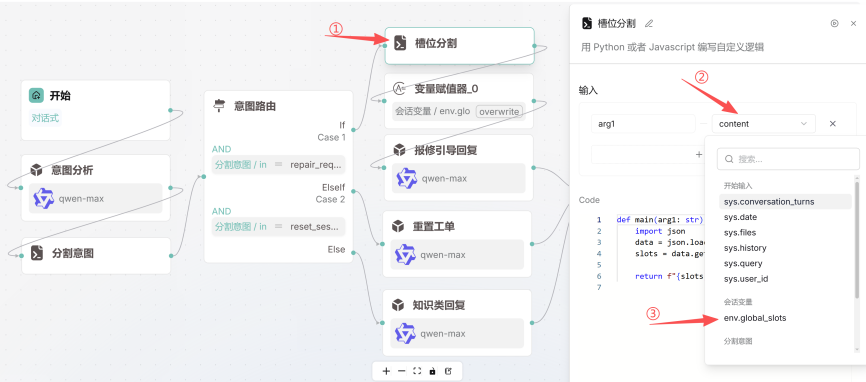 ①
槽位分割
变量赋值器_0
会话变量 / env.glo overwrite
开始
对话式
意图路由
If
Case 1
AND
分割意图 / in = repair_req...
报修引导回复
qwen-max
意图分析
qwen-max
ElseIf
Case 2
AND
分割意图 / in = reset_ses...
重置工单
qwen-max
分割意图
Else
知识类回复
qwen-max
槽位分割
用 Python 或者 Javascript 编写自定义逻辑
②
输入
arg1
content
搜索...
开始输入
sys.conversation_turns
sys.date
sys.files
sys.history
sys.query
sys.user_id
会话变量
③
env.global_slots
分割意图
Code
1 def main(arg1: str)
2 import json
3 data = json.loa
4 slots = data.get
5
6 return f"{slots
7